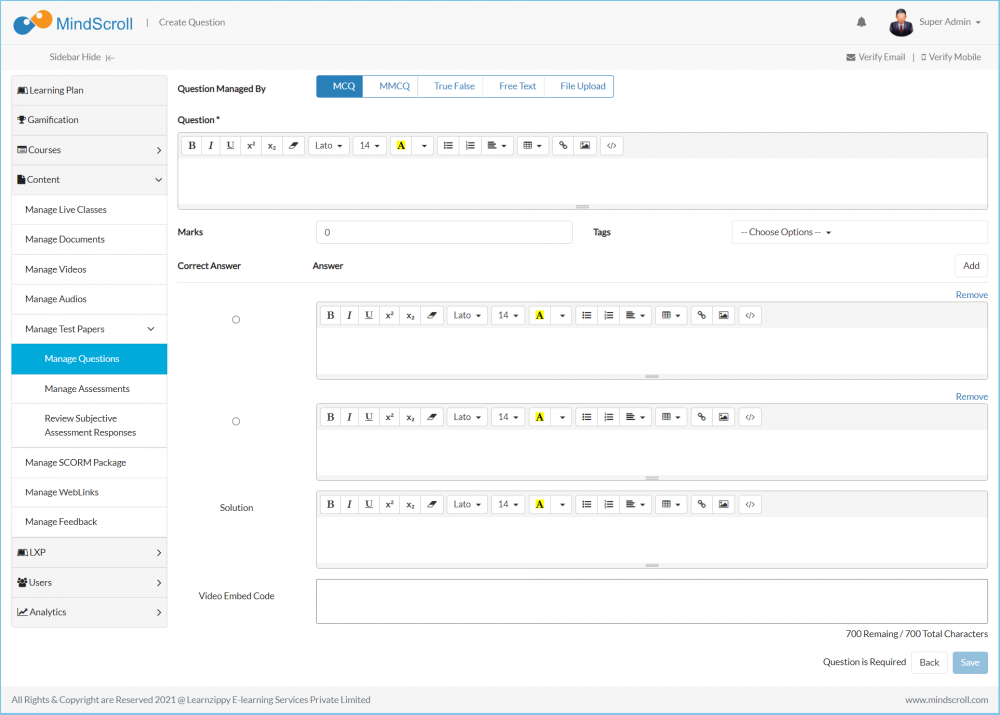 MindScroll | Create Question
Super Admin
Sidebar Hide
Verify Email | Verify Mobile
Learning Plan
Gamification
Courses
Content
Manage Live Classes
Manage Documents
Manage Videos
Manage Audios
Manage Test Papers
Manage Questions
Manage Assessments
Review Subjective
Assessment Responses
Manage SCORM Package
Manage WebLinks
Manage Feedback
LXP
Users
Analytics
Question Managed By MCQ MMCQ True False Free Text File Upload
Question *
B I U x² x₂ Lato 14 A </>
Marks 0 Tags -- Choose Options --
Correct Answer Answer Add
Remove
B I U x² x₂ Lato 14 A </>
Remove
B I U x² x₂ Lato 14 A </>
Solution
B I U x² x₂ Lato 14 A </>
Video Embed Code
700 Remaing / 700 Total Characters
Question is Required Back Save
All Rights & Copyright are Reserved 2021 @ Learnzippy E-learning Services Private Limited
www.mindscroll.com